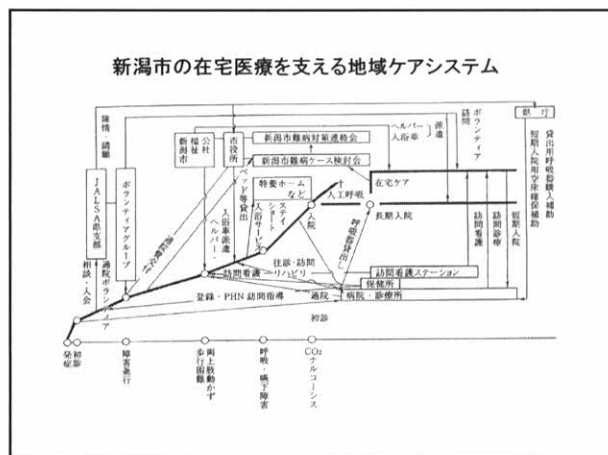 新潟市の在宅医療を支える地域ケアシステム
陳情・請願
JALSA県支部
相談・入会
ボランティアグループ
通院ボランティア
新潟市
福祉
公社
市役所
新潟市難病対策連絡会
新潟市難病ケース検討会
ヘルパー
入浴車
派遣
ボランティア
訪問
県庁
貸出用呼吸器購入補助
短期入院用空床確保補助
ヘルパー・
入浴車派遣
ベッド等貸出
特養ホーム
など
ショート
ステイ
入浴サービス
入院
人工呼吸
在宅ケア
長期入院
呼吸器貸出し
往診・訪問
訪問看護
リハビリ
訪問看護
訪問診療
短期入院
訪問看護ステーション
保健所
病院・診療所
通院
登録・PHN訪問指導
初診
発症
初診
障害進行
両上肢動かず
歩行困難
呼吸・嚥下障害
CO₂
ナルコーシス